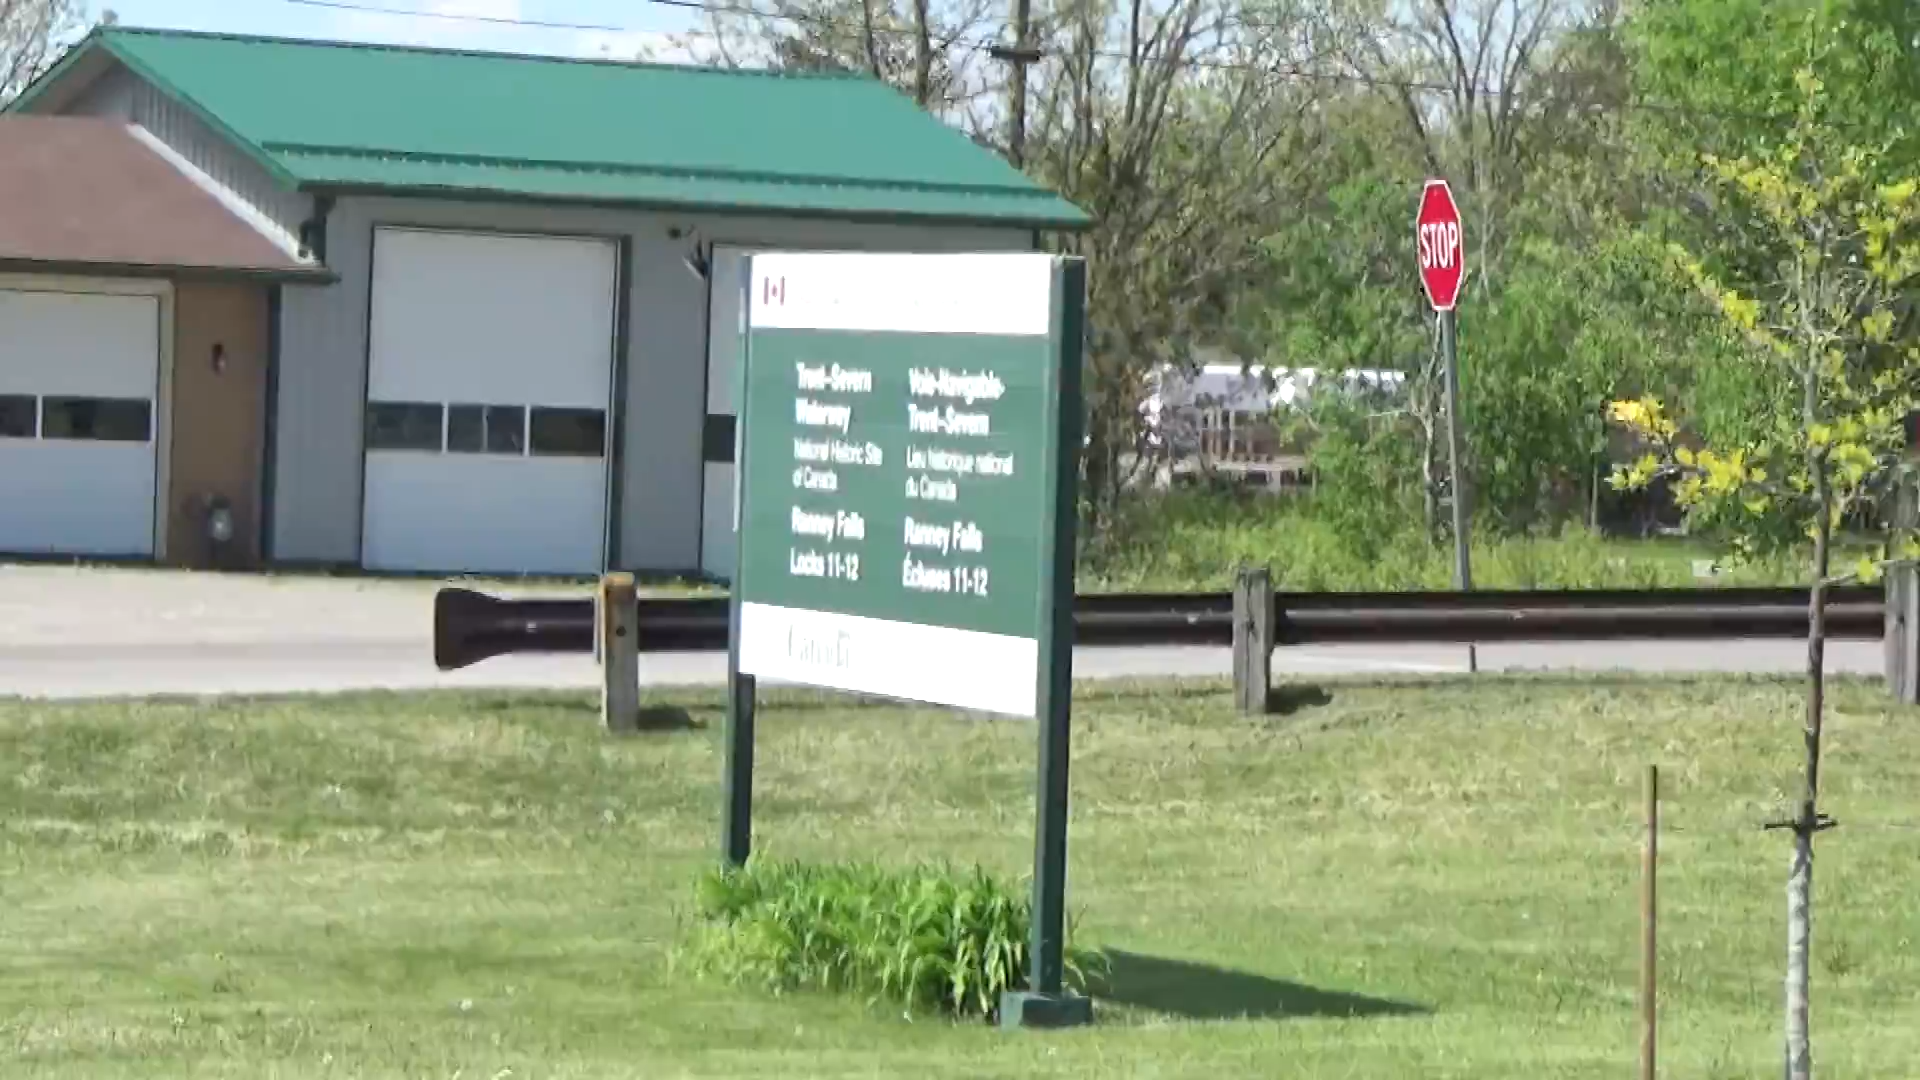 STOP
Trent-Severn
Waterway
National Historic Site
of Canada
Ranney Falls
Locks 11-12
Voie-Navigable-
Trent-Severn
Lieu historique national
du Canada
Ranney Falls
Écluses 11-12
Canada